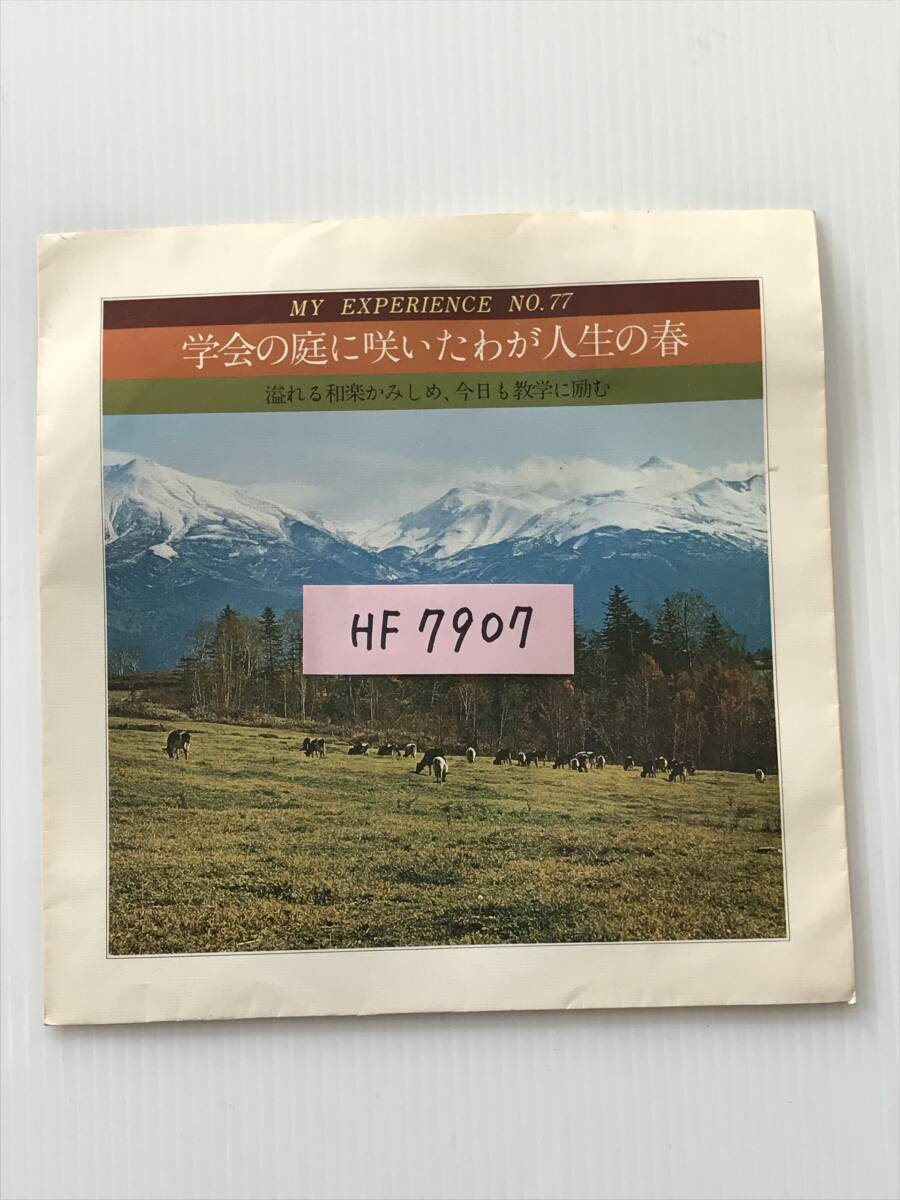 MY EXPERIENCE NO.77
学会の庭に咲いたわが人生の春
溢れる和楽かみしめ、今日も教学に励む
HF 7907